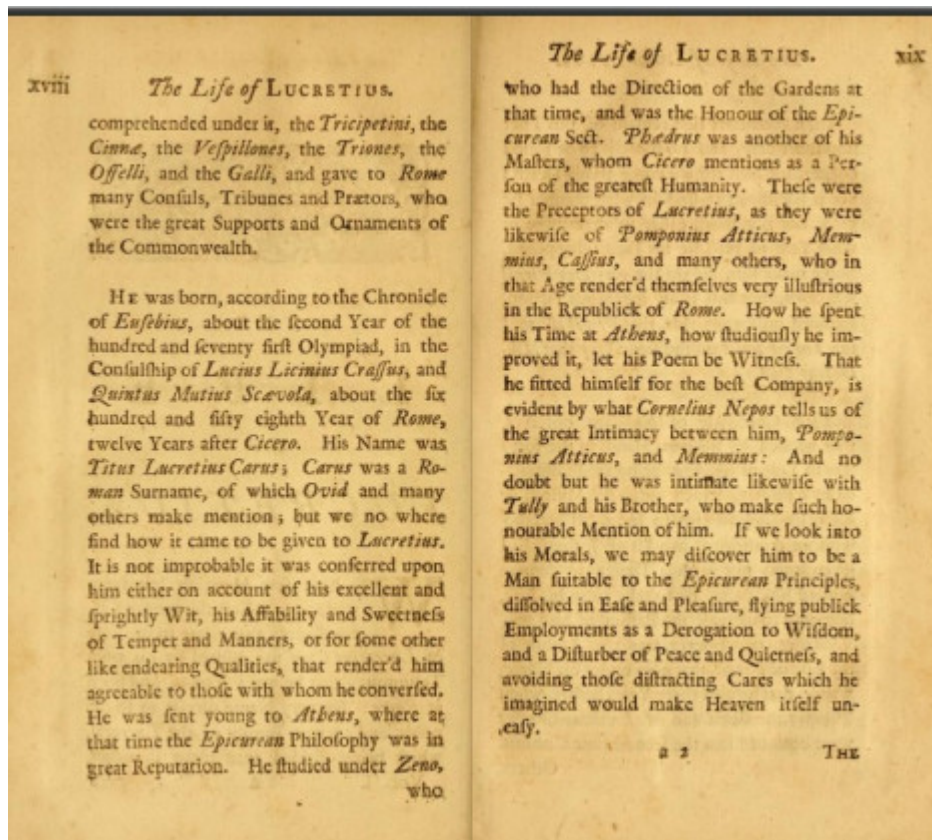 xviii The Life of LUCRETIUS.
comprehended under it, the Tricipetini, the
Cinnæ, the Veſpillones, the Triones, the
Offelli, and the Galli, and gave to Rome
many Conſuls, Tribunes and Prætors, who
were the great Supports and Ornaments of
the Commonwealth.
HE was born, according to the Chronicle
of Euſebius, about the ſecond Year of the
hundred and ſeventy firſt Olympiad, in the
Conſulſhip of Lucius Licinius Craſſus, and
Quintus Mutius Scævola, about the ſix
hundred and fifty eighth Year of Rome,
twelve Years after Cicero. His Name was
Titus Lucretius Carus; Carus was a Ro-
man Surname, of which Ovid and many
others make mention; but we no where
find how it came to be given to Lucretius.
It is not improbable it was conferred upon
him either on account of his excellent and
ſprightly Wit, his Affability and Sweetneſs
of Temper and Manners, or for ſome other
like endearing Qualities, that render'd him
agreeable to thoſe with whom he converſed.
He was ſent young to Athens, where at
that time the Epicurean Philoſophy was in
great Reputation. He ſtudied under Zeno,
who
The Life of LUCRETIUS. xix
who had the Direction of the Gardens at
that time, and was the Honour of the Epi-
curean Sect. Phædrus was another of his
Maſters, whom Cicero mentions as a Per-
ſon of the greateſt Humanity. Theſe were
the Preceptors of Lucretius, as they were
likewiſe of Pomponius Atticus, Mem-
mius, Caſſius, and many others, who in
that Age render'd themſelves very illuſtrious
in the Republick of Rome. How he ſpent
his Time at Athens, how ſtudiouſly he im-
proved it, let his Poem be Witneſs. That
he fitted himſelf for the beſt Company, is
evident by what Cornelius Nepos tells us of
the great Intimacy between him, Pompo-
nius Atticus, and Memmius: And no
doubt but he was intimate likewiſe with
Tully and his Brother, who make ſuch ho-
nourable Mention of him. If we look into
his Morals, we may diſcover him to be a
Man ſuitable to the Epicurean Principles,
diſſolved in Eaſe and Pleaſure, flying publick
Employments as a Derogation to Wiſdom,
and a Diſturber of Peace and Quietneſs, and
avoiding thoſe diſtracting Cares which he
imagined would make Heaven itſelf un-
eaſy.
a 2 THE